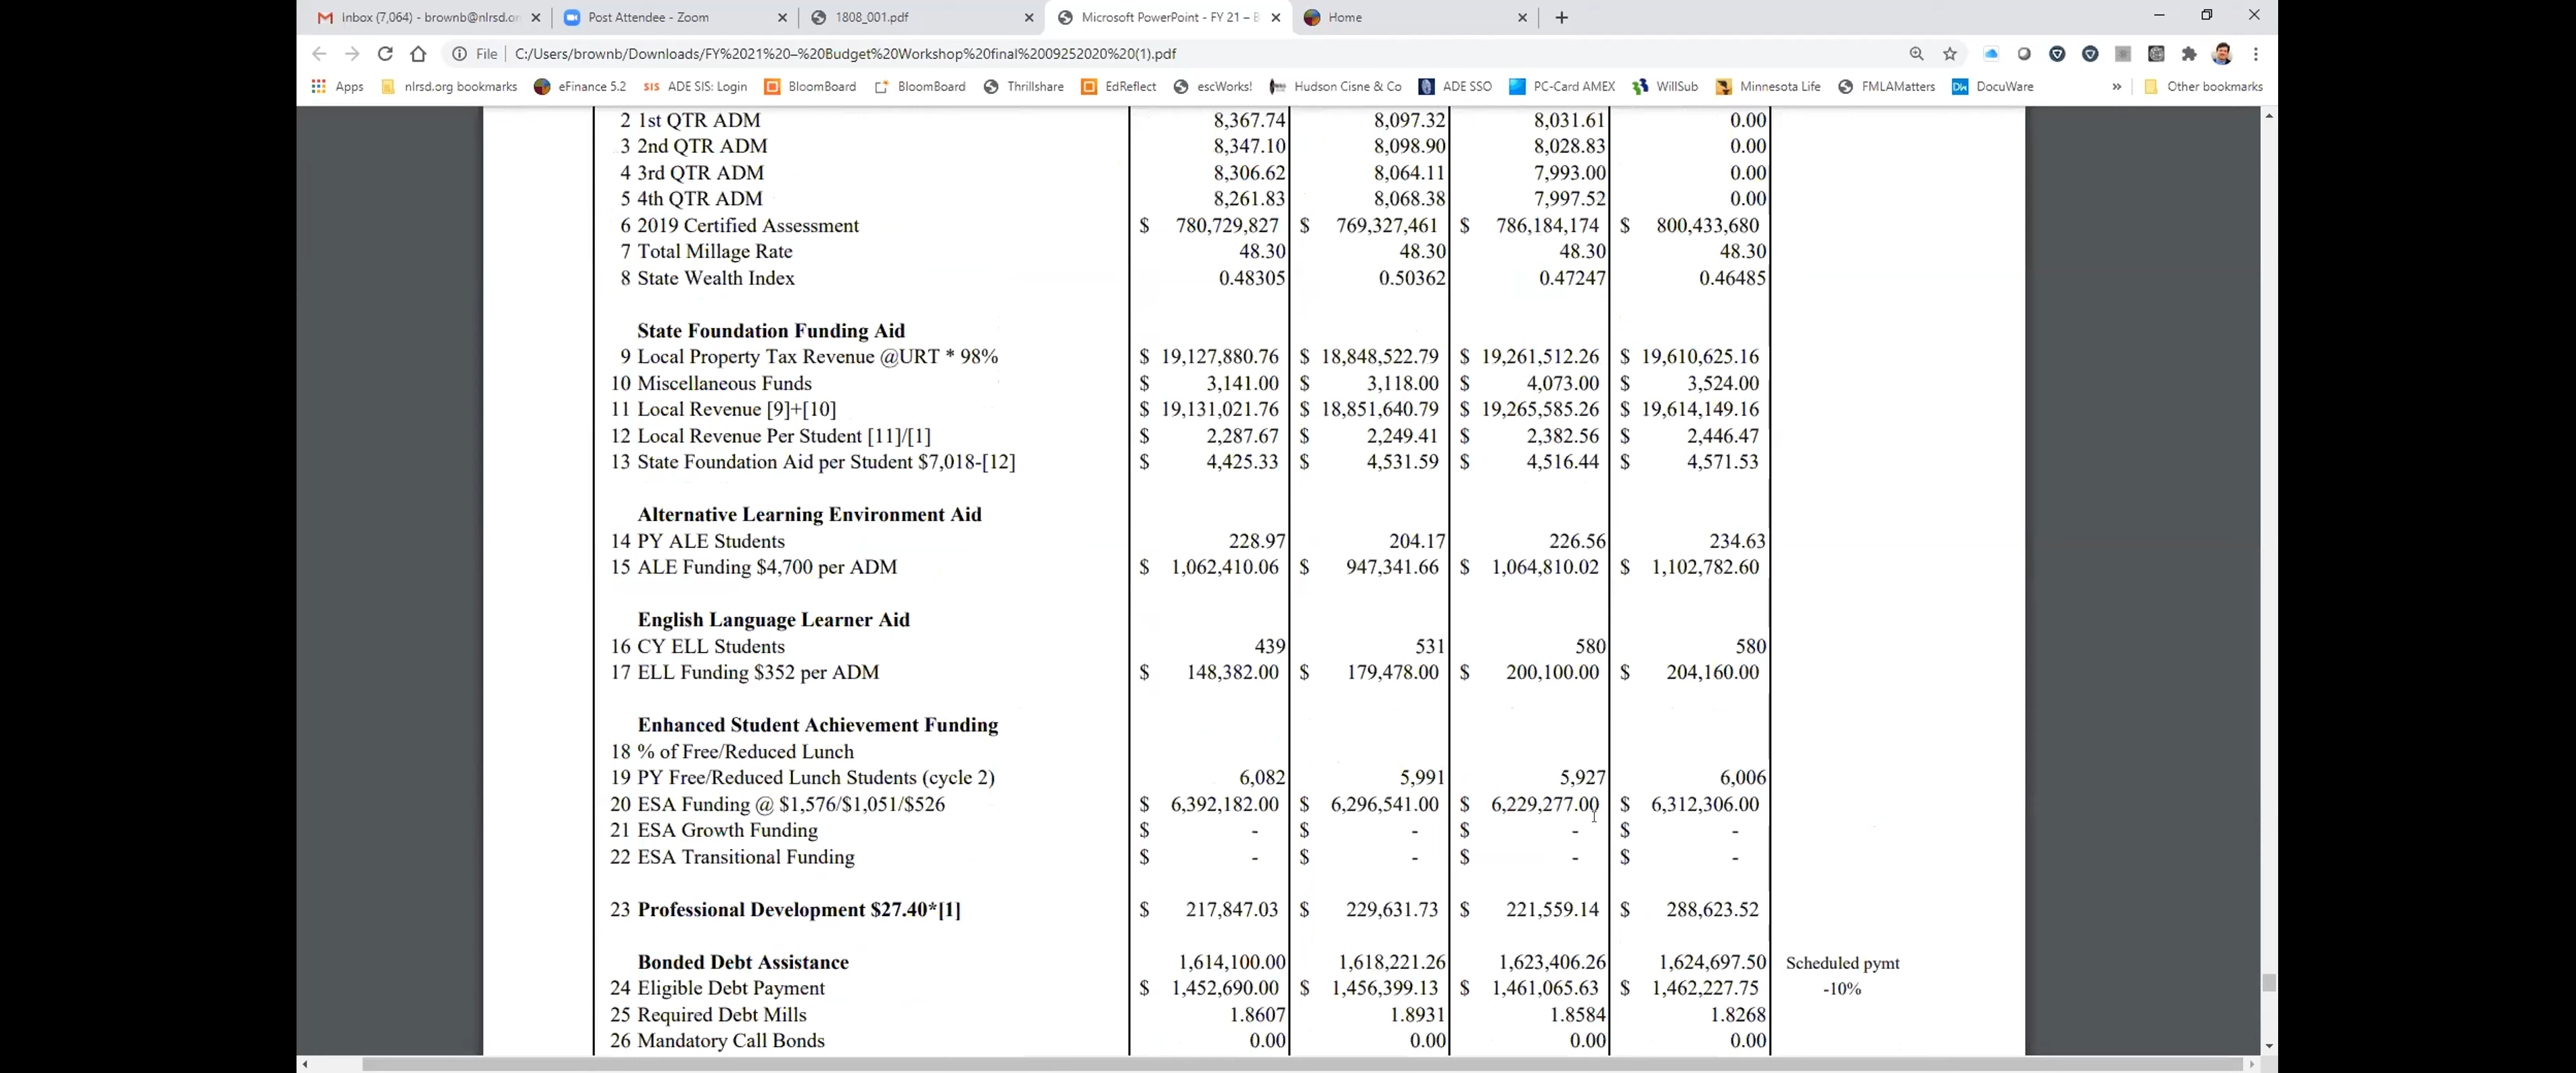 Inbox (7,064) - brownb@nlrsd.or
Post Attendee - Zoom
1808_001.pdf
Microsoft PowerPoint - FY 21 – B
Home
File
C:/Users/brownb/Downloads/FY%2021%20–%20Budget%20Workshop%20final%2009252020%20(1).pdf
Apps nlrsd.org bookmarks eFinance 5.2 SIS ADE SIS: Login BloomBoard BloomBoard Thrillshare EdReflect escWorks! Hudson Cisne & Co ADE SSO PC-Card AMEX WillSub Minnesota Life FMLAMatters Dw DocuWare » Other bookmarks
2 1st QTR ADM 8,367.74 8,097.32 8,031.61 0.00
3 2nd QTR ADM 8,347.10 8,098.90 8,028.83 0.00
4 3rd QTR ADM 8,306.62 8,064.11 7,993.00 0.00
5 4th QTR ADM 8,261.83 8,068.38 7,997.52 0.00
6 2019 Certified Assessment $ 780,729,827 $ 769,327,461 $ 786,184,174 $ 800,433,680
7 Total Millage Rate 48.30 48.30 48.30 48.30
8 State Wealth Index 0.48305 0.50362 0.47247 0.46485
State Foundation Funding Aid
9 Local Property Tax Revenue @URT * 98% $ 19,127,880.76 $ 18,848,522.79 $ 19,261,512.26 $ 19,610,625.16
10 Miscellaneous Funds $ 3,141.00 $ 3,118.00 $ 4,073.00 $ 3,524.00
11 Local Revenue [9]+[10] $ 19,131,021.76 $ 18,851,640.79 $ 19,265,585.26 $ 19,614,149.16
12 Local Revenue Per Student [11]/[1] $ 2,287.67 $ 2,249.41 $ 2,382.56 $ 2,446.47
13 State Foundation Aid per Student $7,018-[12] $ 4,425.33 $ 4,531.59 $ 4,516.44 $ 4,571.53
Alternative Learning Environment Aid
14 PY ALE Students 228.97 204.17 226.56 234.63
15 ALE Funding $4,700 per ADM $ 1,062,410.06 $ 947,341.66 $ 1,064,810.02 $ 1,102,782.60
English Language Learner Aid
16 CY ELL Students 439 531 580 580
17 ELL Funding $352 per ADM $ 148,382.00 $ 179,478.00 $ 200,100.00 $ 204,160.00
Enhanced Student Achievement Funding
18 % of Free/Reduced Lunch
19 PY Free/Reduced Lunch Students (cycle 2) 6,082 5,991 5,927 6,006
20 ESA Funding @ $1,576/$1,051/$526 $ 6,392,182.00 $ 6,296,541.00 $ 6,229,277.00 $ 6,312,306.00
21 ESA Growth Funding $ - $ - $ - $ -
22 ESA Transitional Funding $ - $ - $ - $ -
23 Professional Development $27.40*[1] $ 217,847.03 $ 229,631.73 $ 221,559.14 $ 288,623.52
Bonded Debt Assistance 1,614,100.00 1,618,221.26 1,623,406.26 1,624,697.50 Scheduled pymt
24 Eligible Debt Payment $ 1,452,690.00 $ 1,456,399.13 $ 1,461,065.63 $ 1,462,227.75 -10%
25 Required Debt Mills 1.8607 1.8931 1.8584 1.8268
26 Mandatory Call Bonds 0.00 0.00 0.00 0.00